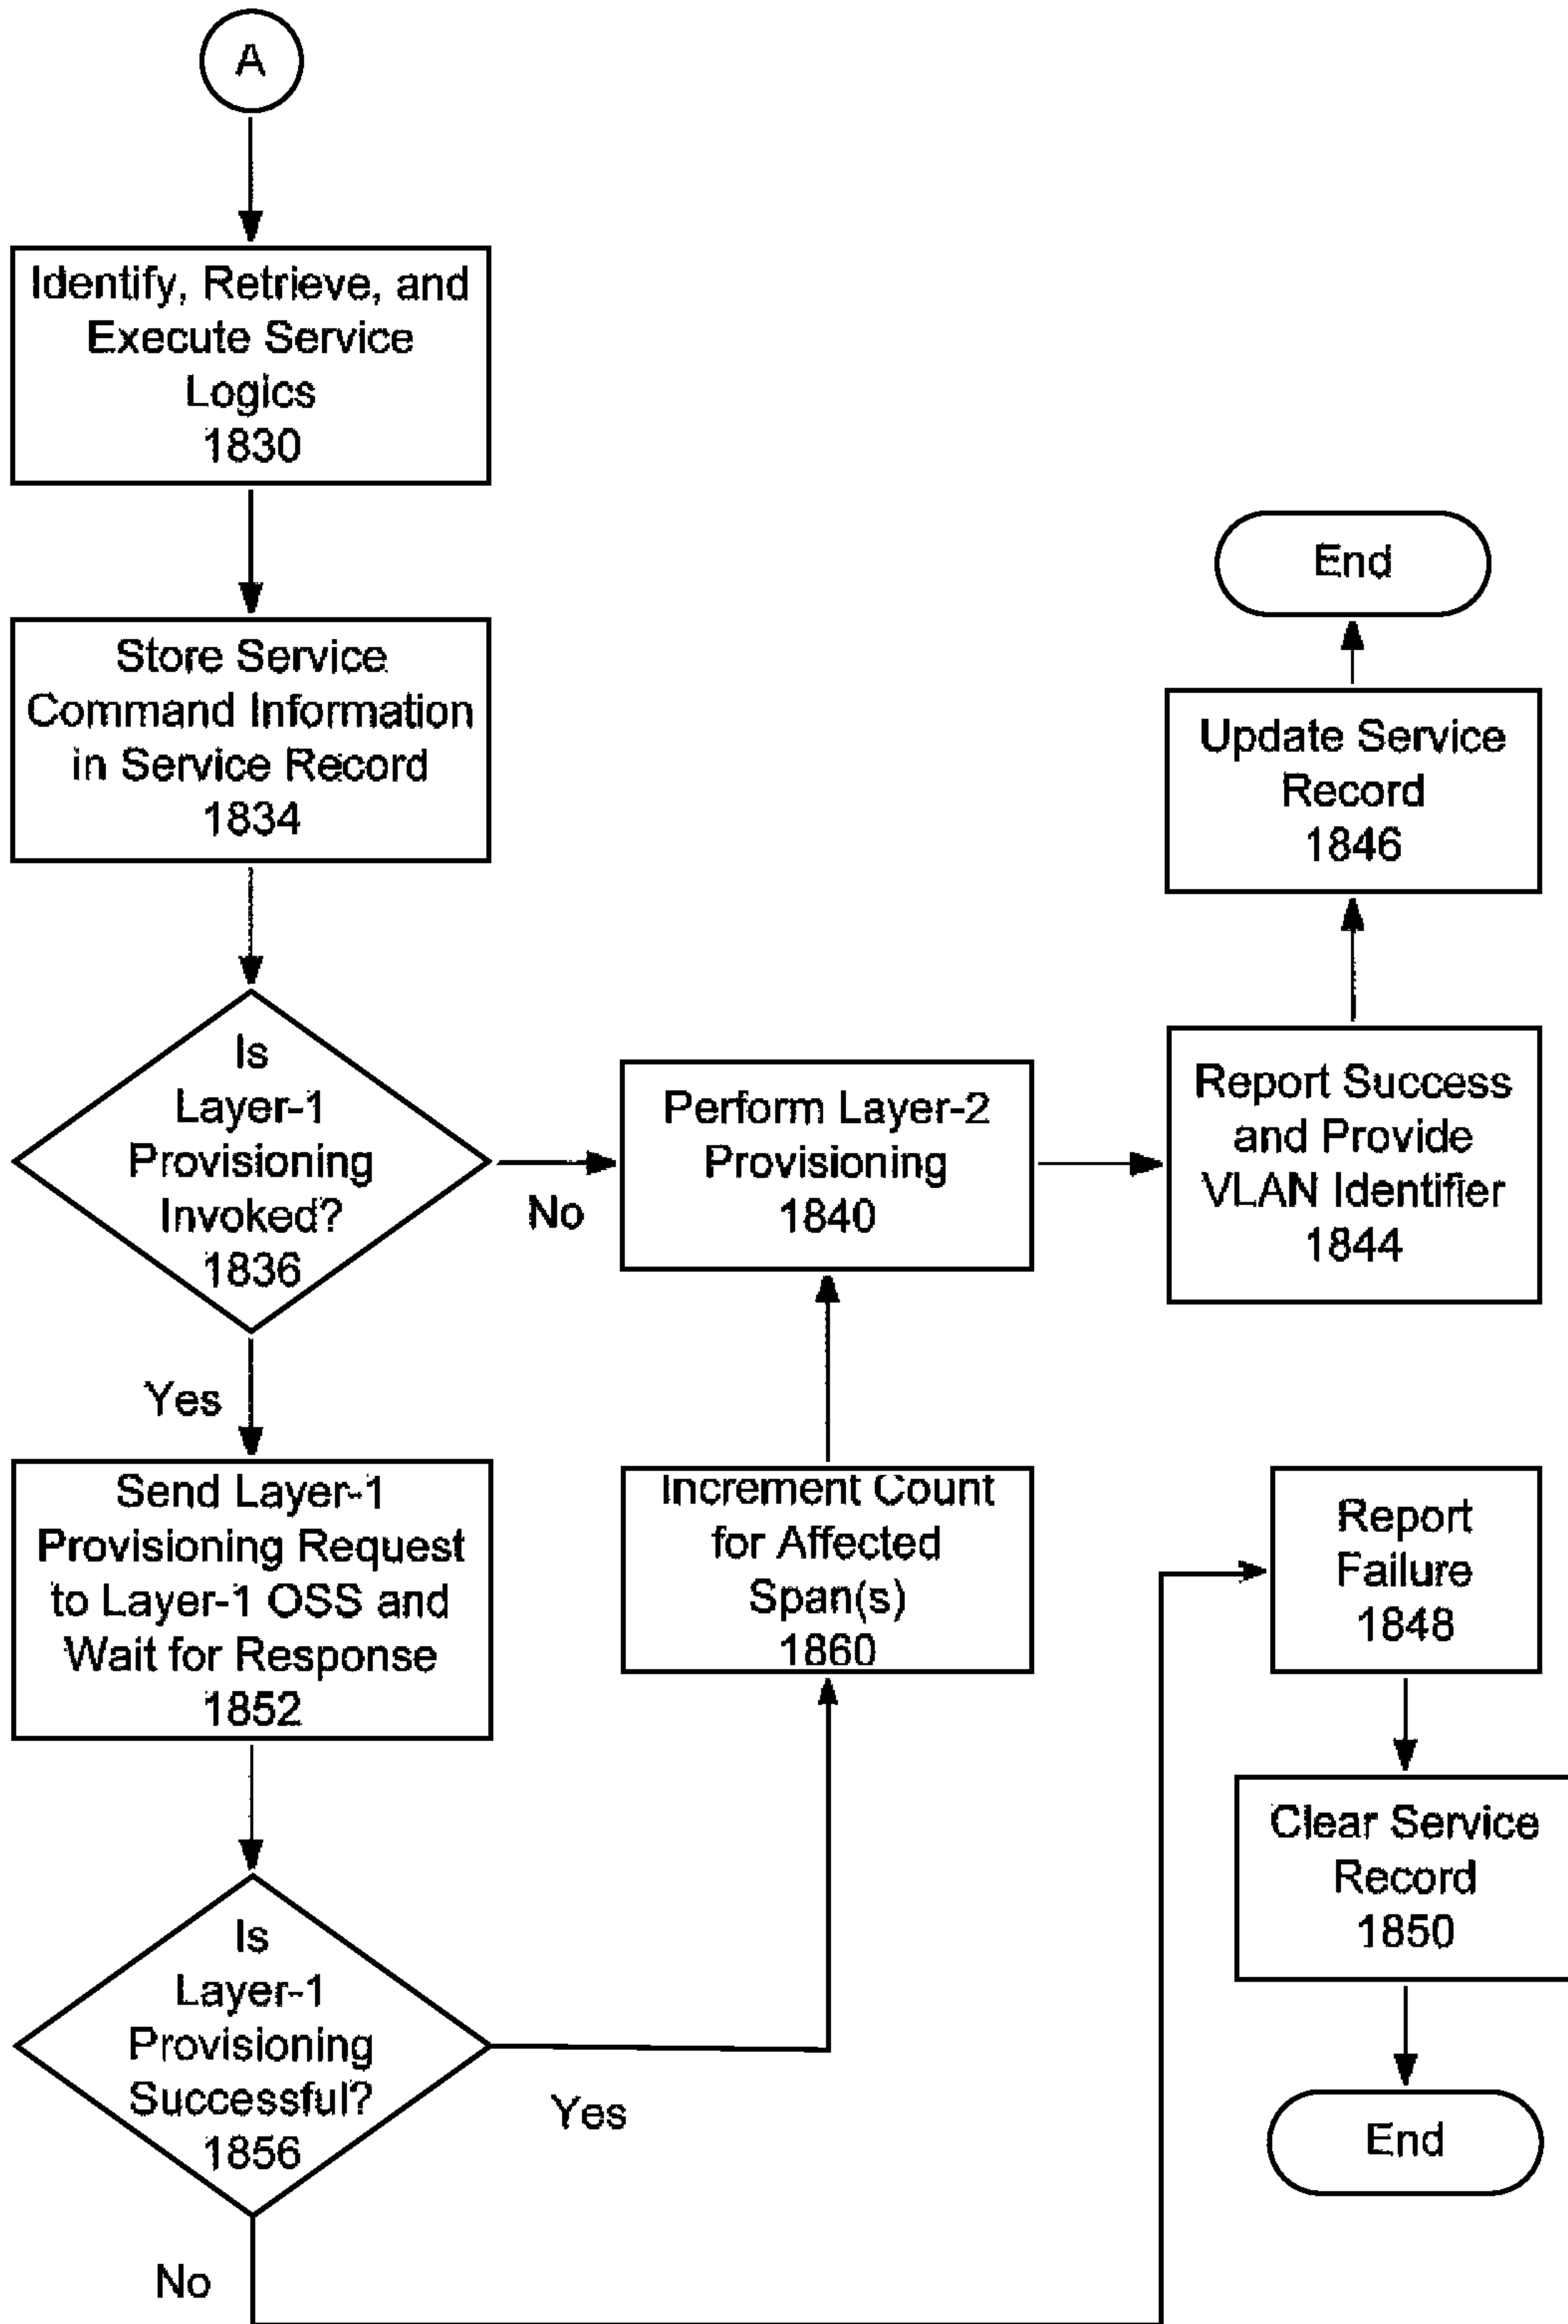 A
Identify, Retrieve, and
Execute Service
Logics
1830
Store Service
Command Information
in Service Record
1834
Is
Layer-1
Provisioning
Invoked?
1836
No
Yes
Perform Layer-2
Provisioning
1840
Report Success
and Provide
VLAN Identifier
1844
Update Service
Record
1846
End
Send Layer-1
Provisioning Request
to Layer-1 OSS and
Wait for Response
1852
Is
Layer-1
Provisioning
Successful?
1856
Yes
No
Increment Count
for Affected
Span(s)
1860
Report
Failure
1848
Clear Service
Record
1850
End